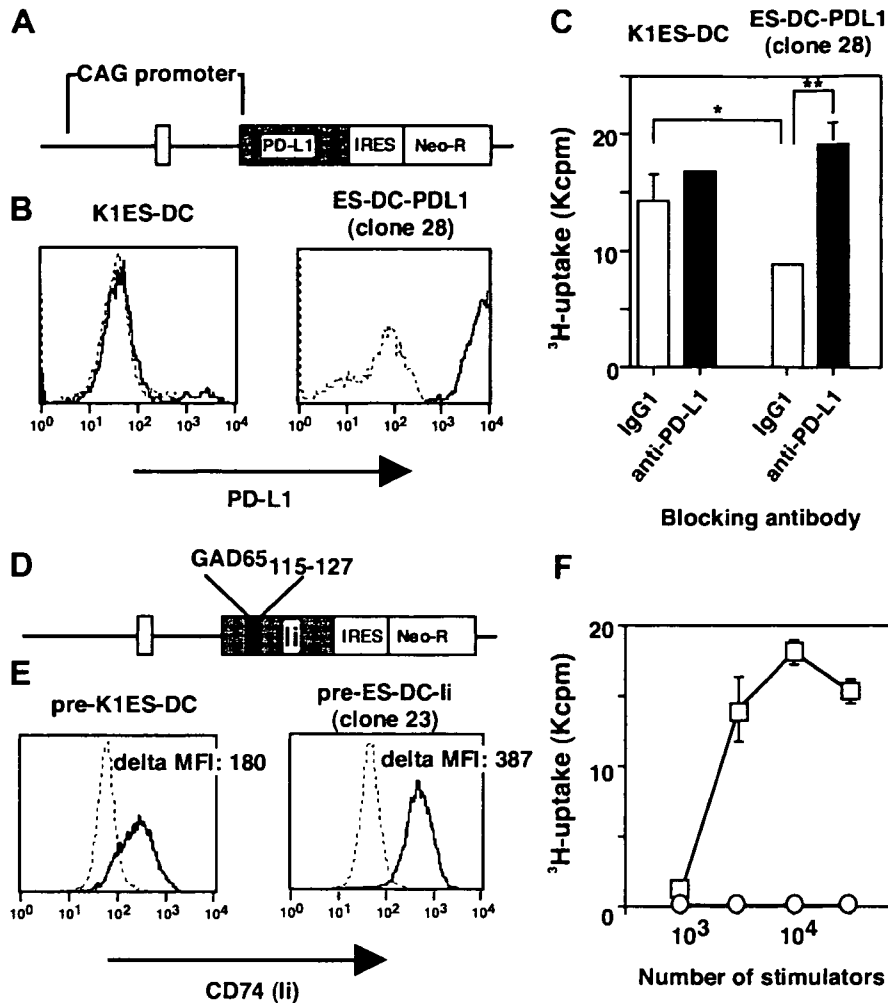 A
CAG promoter
PD-L1 IRES Neo-R
B
K1ES-DC
ES-DC-PDL1
(clone 28)
10⁰ 10¹ 10² 10³ 10⁴
10⁰ 10¹ 10² 10³ 10⁴
PD-L1
C
K1ES-DC
ES-DC-PDL1
(clone 28)
³H-uptake (Kcpm)
20
10
0
*
**
IgG1
anti-PD-L1
IgG1
anti-PD-L1
Blocking antibody
D
GAD65 115-127
Ii IRES Neo-R
E
pre-K1ES-DC
delta MFI: 180
pre-ES-DC-Ii
(clone 23)
delta MFI: 387
10⁰ 10¹ 10² 10³ 10⁴
10⁰ 10¹ 10² 10³ 10⁴
CD74 (Ii)
F
³H-uptake (Kcpm)
20
10
0
10³ 10⁴
Number of stimulators